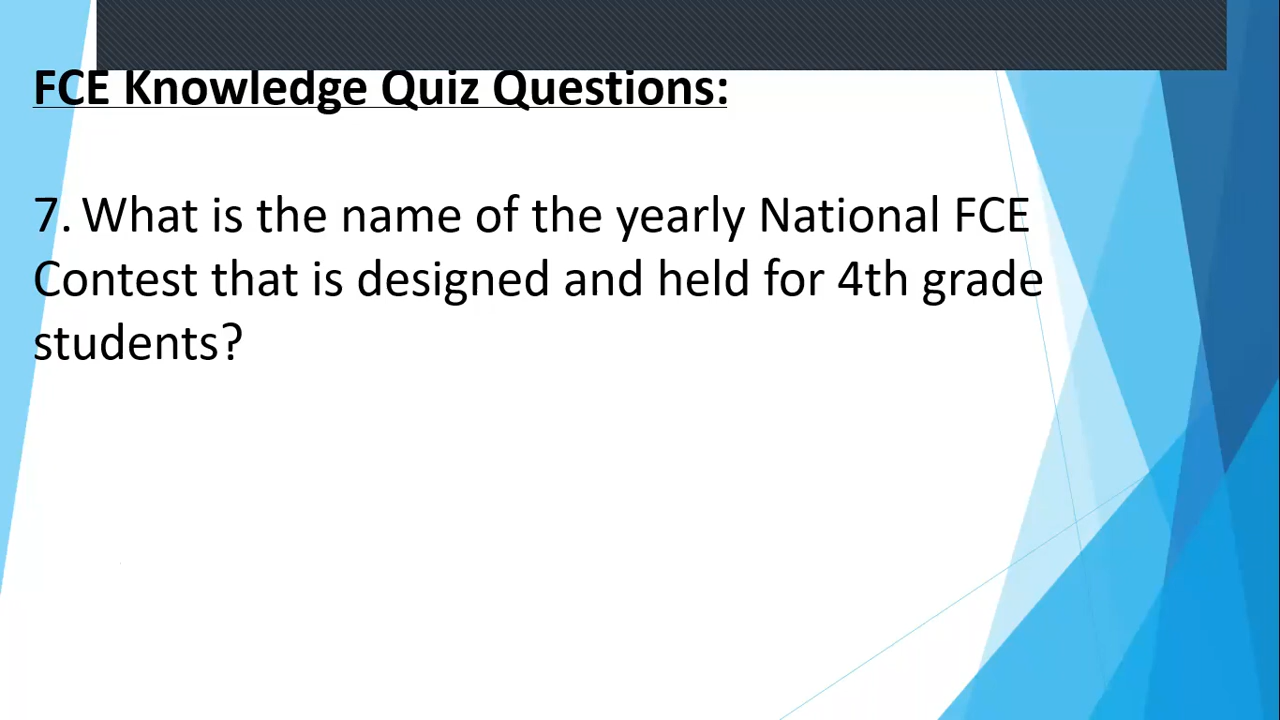 FCE Knowledge Quiz Questions:
7. What is the name of the yearly National FCE
Contest that is designed and held for 4th grade
students?